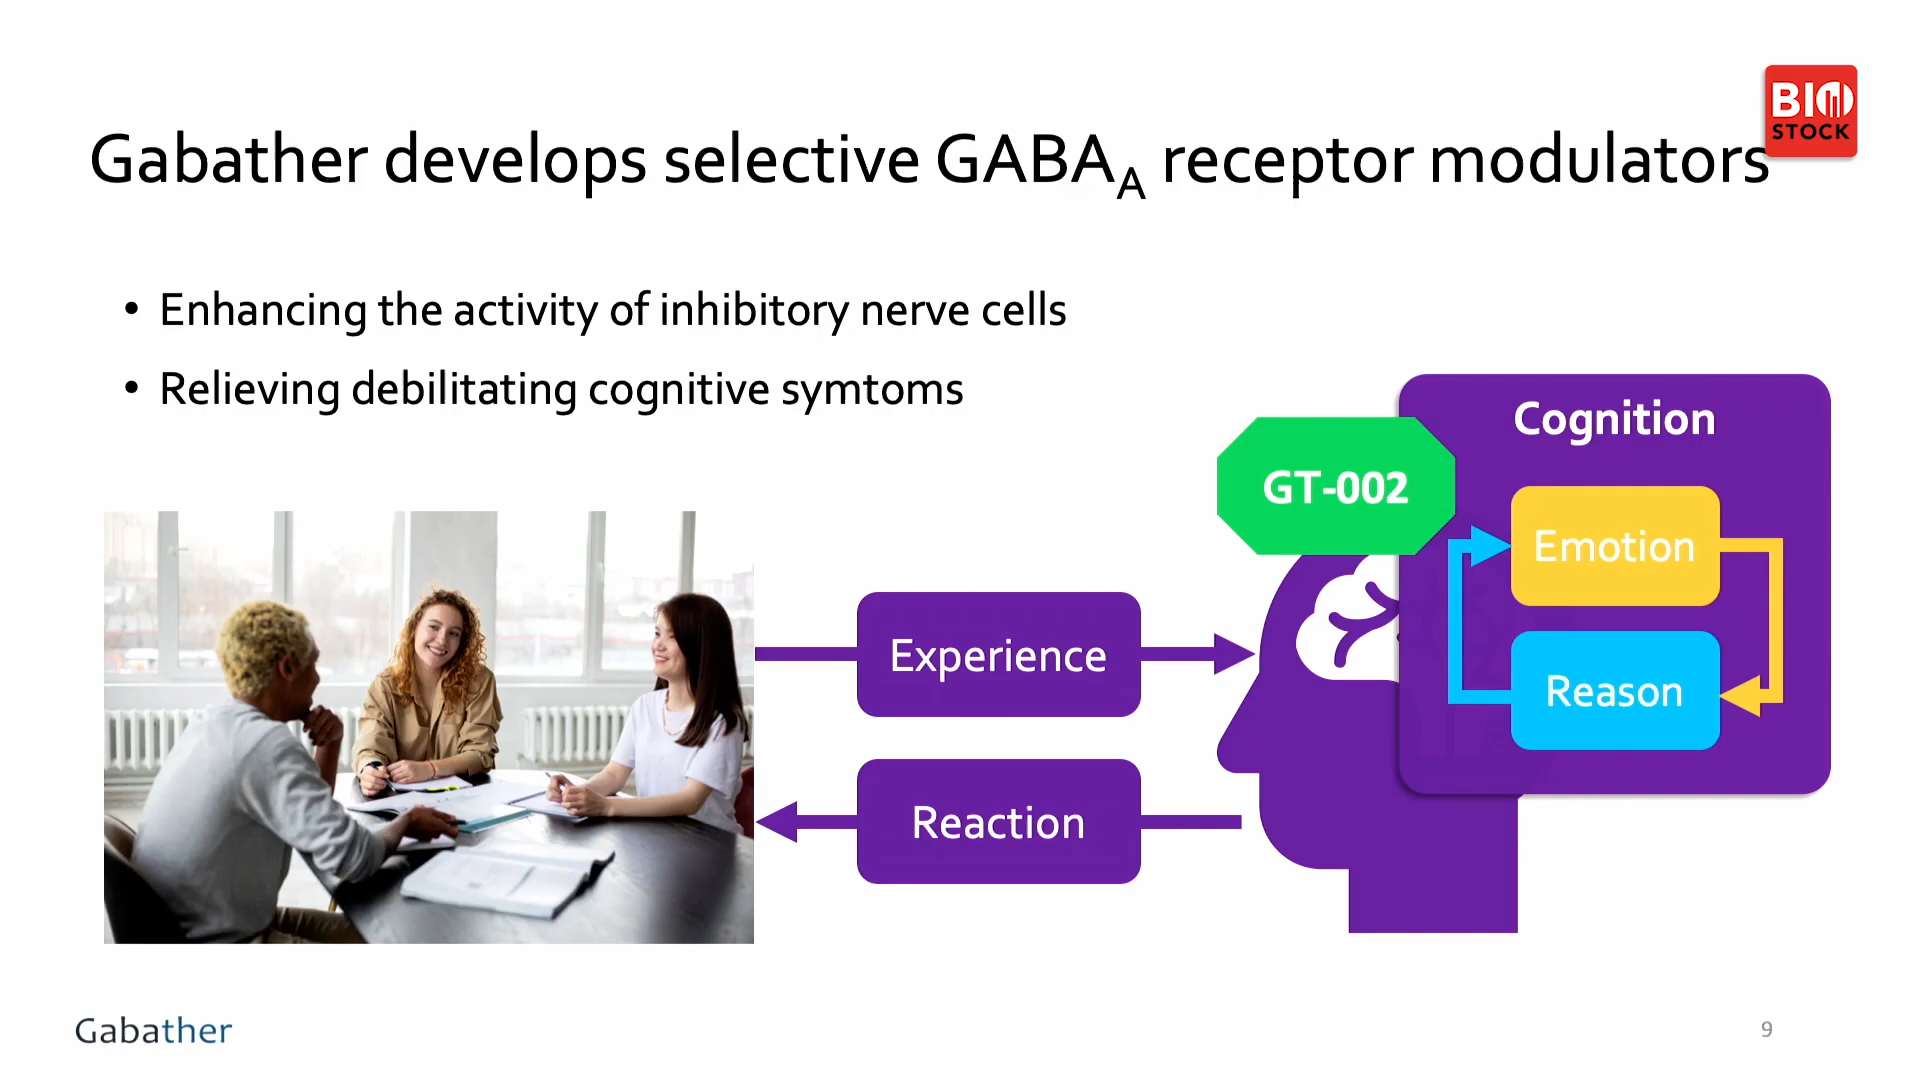 BIO
STOCK
Gabather develops selective GABAA receptor modulators
• Enhancing the activity of inhibitory nerve cells
• Relieving debilitating cognitive symtoms
Cognition
GT-002
Emotion
Experience
Reason
Reaction
Gabather
9